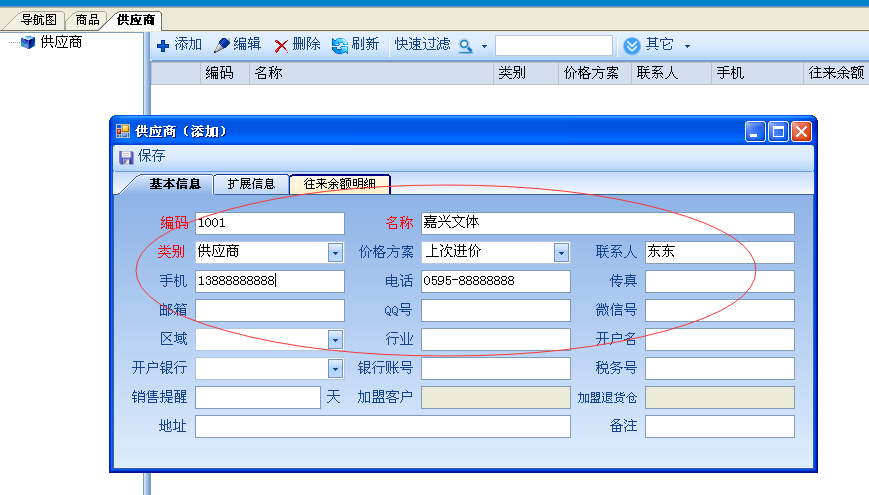 导航图 商品 供应商
供应商
添加 编辑 删除 刷新 快速过滤 其它
编码 名称 类别 价格方案 联系人 手机 往来余额
供应商（添加）
保存
基本信息 扩展信息 往来余额明细
编码 1001 名称 嘉兴文体
类别 供应商 价格方案 上次进价 联系人 东东
手机 13888888888 电话 0595-88888888 传真
邮箱 QQ号 微信号
区域 行业 开户名
开户银行 银行账号 税务号
销售提醒 天 加盟客户 加盟退货仓
地址 备注